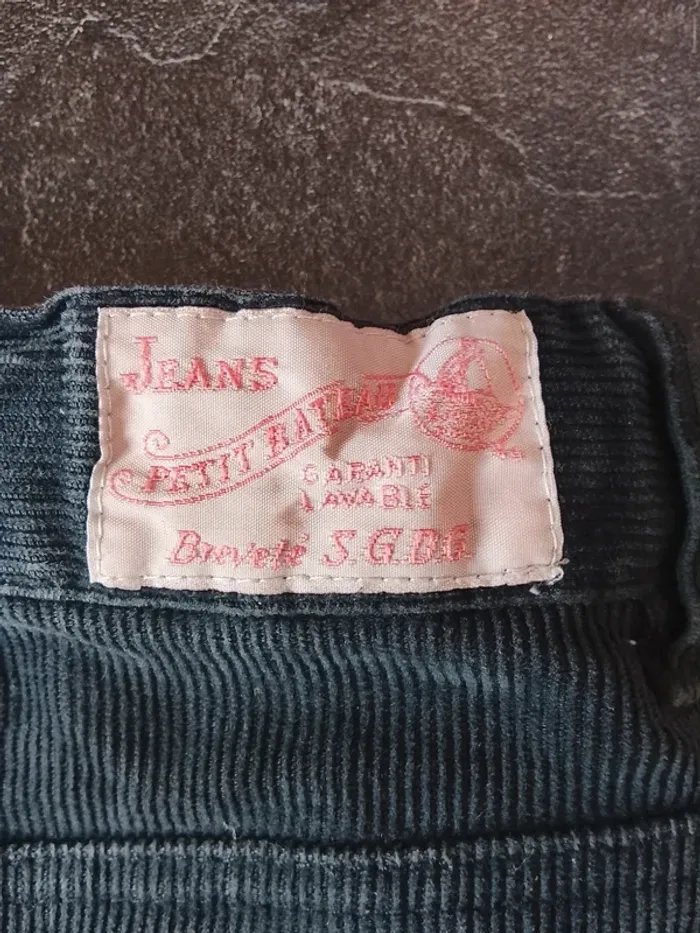 JEANS
PETIT BATEAU
GARANTI
LAVABLE
Breveté S.G.D.G.